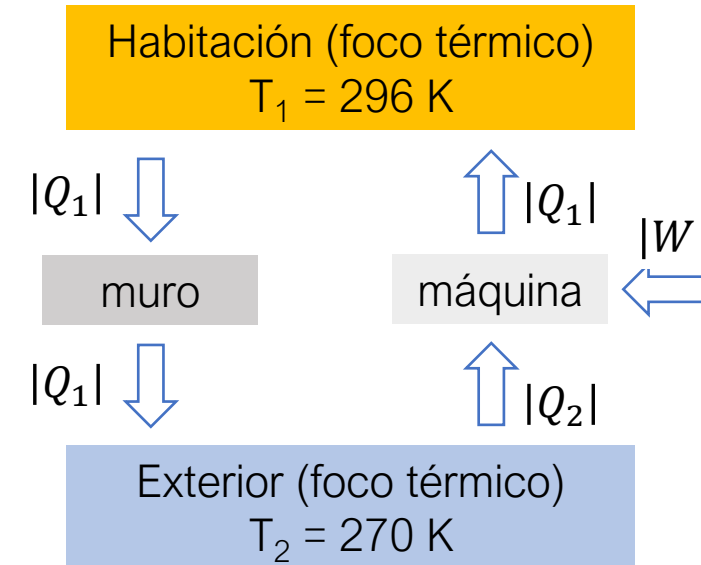 Habitación (foco térmico)
T₁ = 296 K
|Q₁|
|Q₁|
|W
muro
máquina
|Q₁|
|Q₂|
Exterior (foco térmico)
T₂ = 270 K